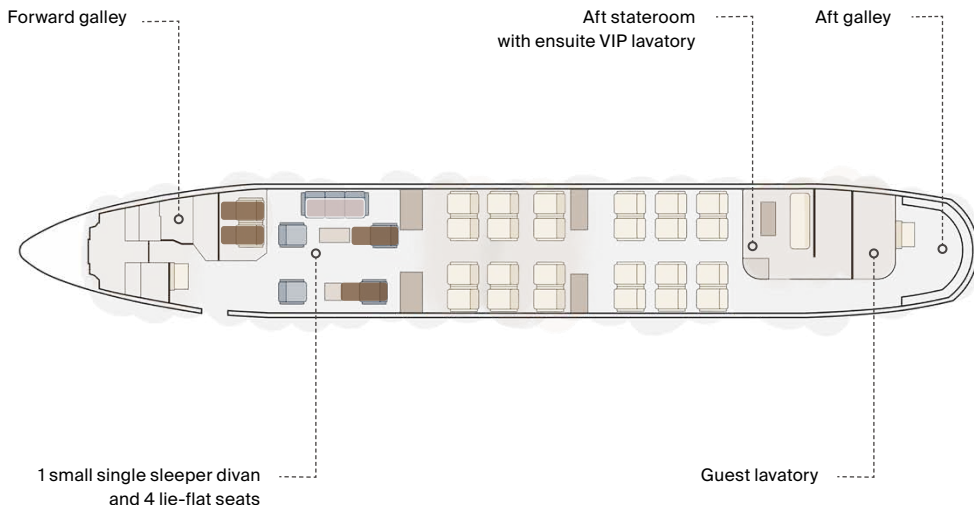 Forward galley
Aft stateroom
with ensuite VIP lavatory
Aft galley
1 small single sleeper divan
and 4 lie-flat seats
Guest lavatory